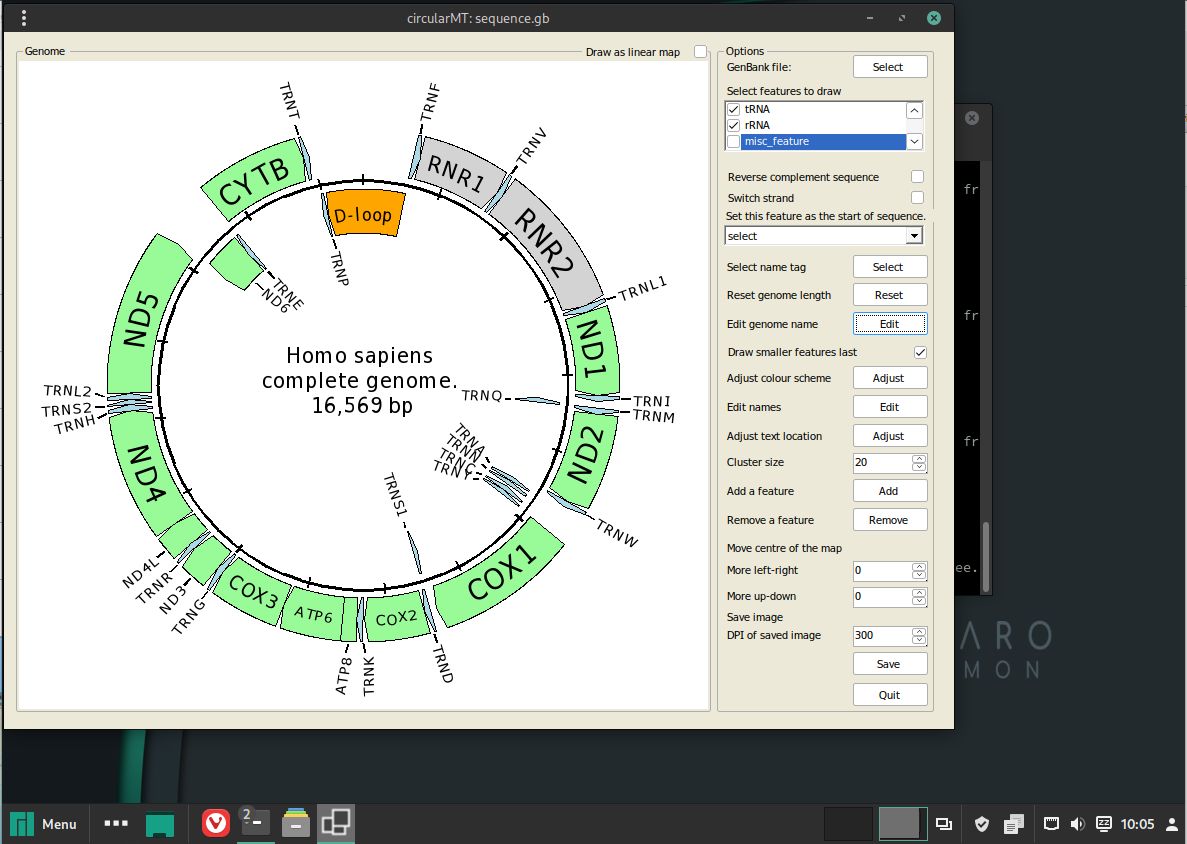 circularMT: sequence.gb
Genome
Draw as linear map
TRNT
TRNF
TRNV
CYTB
RNR1
RNR2
D-loop
TRNP
TRNE
ND6
TRNL1
ND5
ND1
Homo sapiens
complete genome.
16,569 bp
TRNL2
TRNS2
TRNH
TRNQ
TRNI
TRNM
ND4
ND2
TRNA
TRNN
TRNC
TRNY
TRNS1
TRNW
ND4L
TRNR
ND3
TRNG
COX3
ATP6
COX2
COX1
ATP8
TRNK
TRND
Options
GenBank file:
Select
Select features to draw
tRNA
rRNA
misc_feature
Reverse complement sequence
Switch strand
Set this feature as the start of sequence.
select
Select name tag
Select
Reset genome length
Reset
Edit genome name
Edit
Draw smaller features last
Adjust colour scheme
Adjust
Edit names
Edit
Adjust text location
Adjust
Cluster size
20
Add a feature
Add
Remove a feature
Remove
Move centre of the map
More left-right
0
More up-down
0
Save image
DPI of saved image
300
Save
Quit
fr
fr
fr
ee.
ARO
MON
Menu
2
10:05